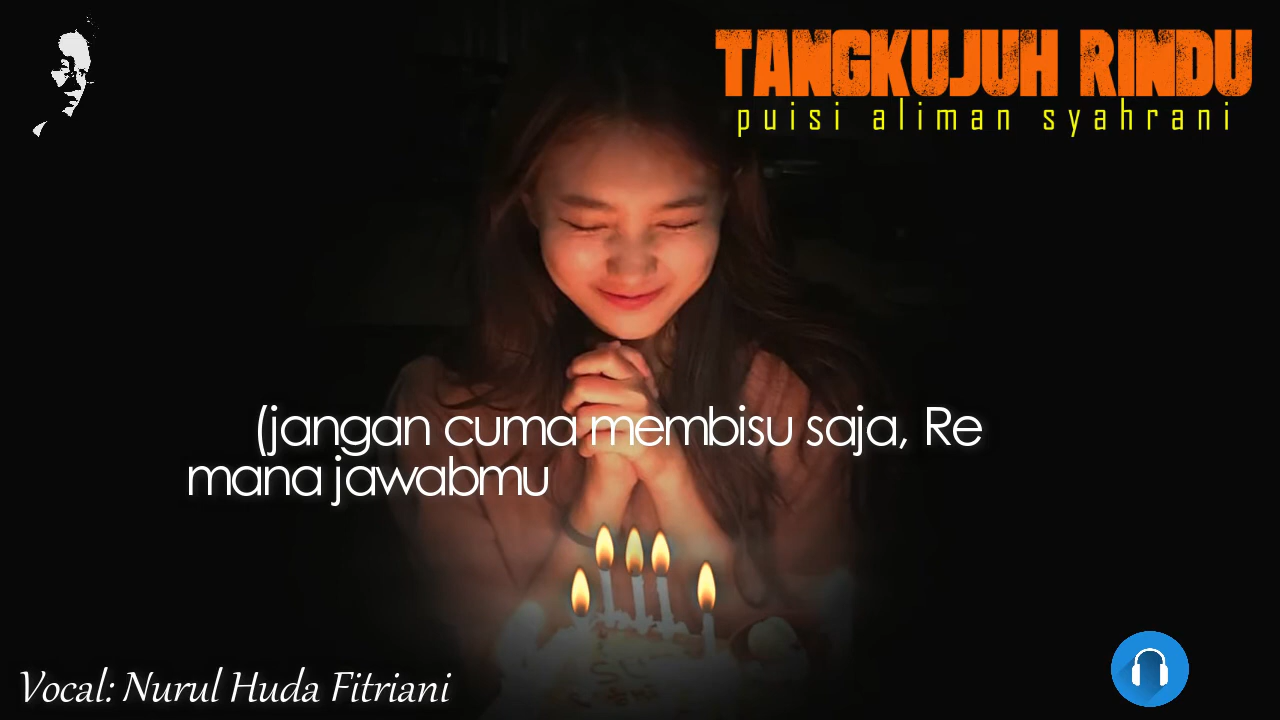 TANGKUJUH RINDU
puisi aliman syahrani
(jangan cuma membisu saja, Re
mana jawabmu
Vocal: Nurul Huda Fitriani